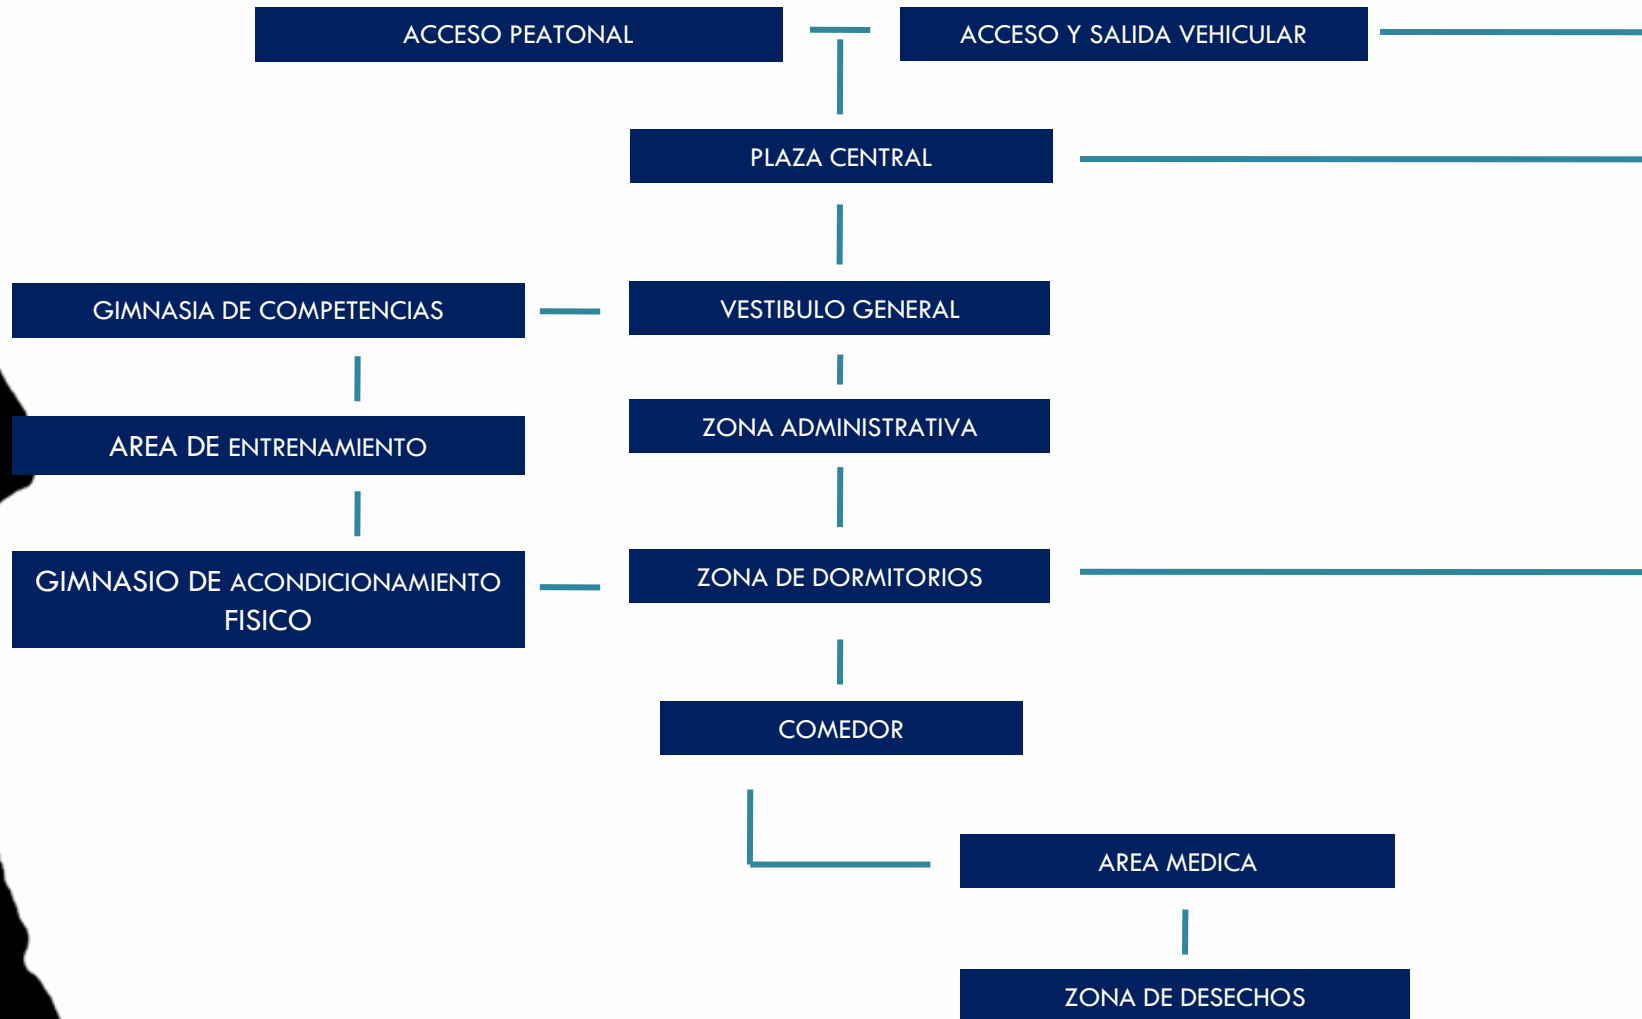 ACCESO PEATONAL
ACCESO Y SALIDA VEHICULAR
PLAZA CENTRAL
GIMNASIA DE COMPETENCIAS
VESTIBULO GENERAL
AREA DE ENTRENAMIENTO
ZONA ADMINISTRATIVA
GIMNASIO DE ACONDICIONAMIENTO
FISICO
ZONA DE DORMITORIOS
COMEDOR
AREA MEDICA
ZONA DE DESECHOS